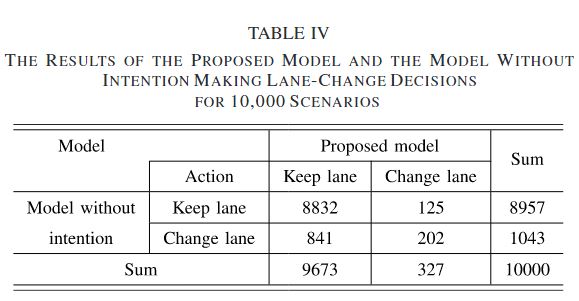 TABLE IV
THE RESULTS OF THE PROPOSED MODEL AND THE MODEL WITHOUT
INTENTION MAKING LANE-CHANGE DECISIONS
FOR 10,000 SCENARIOS
Model Proposed model Sum
Action Keep lane Change lane
Model without intention Keep lane 8832 125 8957
Change lane 841 202 1043
Sum 9673 327 10000